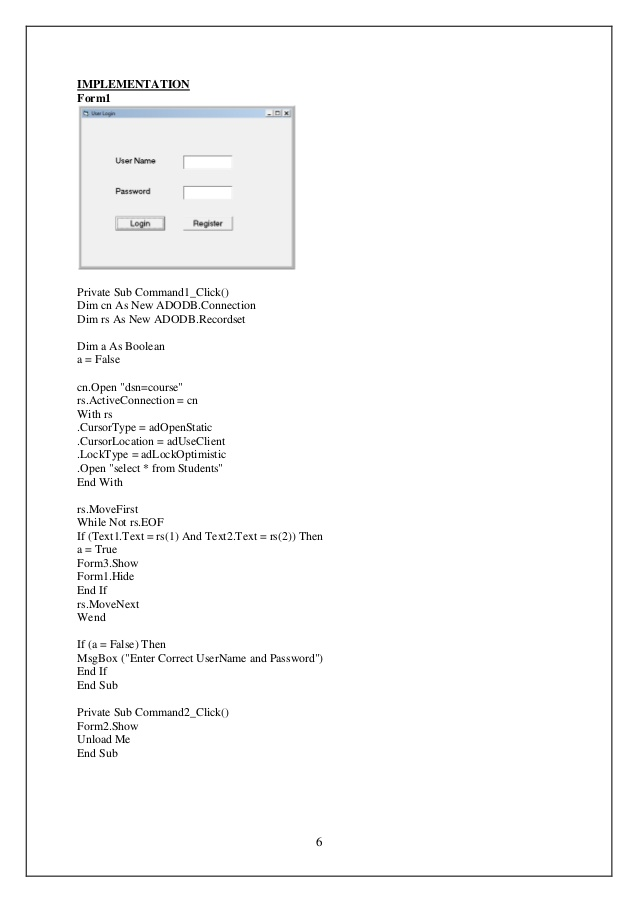 IMPLEMENTATION
Form1
User Login
User Name
Password
Login Register
Private Sub Command1_Click()
Dim cn As New ADODB.Connection
Dim rs As New ADODB.Recordset
Dim a As Boolean
a = False
cn.Open "dsn=course"
rs.ActiveConnection = cn
With rs
.CursorType = adOpenStatic
.CursorLocation = adUseClient
.LockType = adLockOptimistic
.Open "select * from Students"
End With
rs.MoveFirst
While Not rs.EOF
If (Text1.Text = rs(1) And Text2.Text = rs(2)) Then
a = True
Form3.Show
Form1.Hide
End If
rs.MoveNext
Wend
If (a = False) Then
MsgBox ("Enter Correct UserName and Password")
End If
End Sub
Private Sub Command2_Click()
Form2.Show
Unload Me
End Sub
6